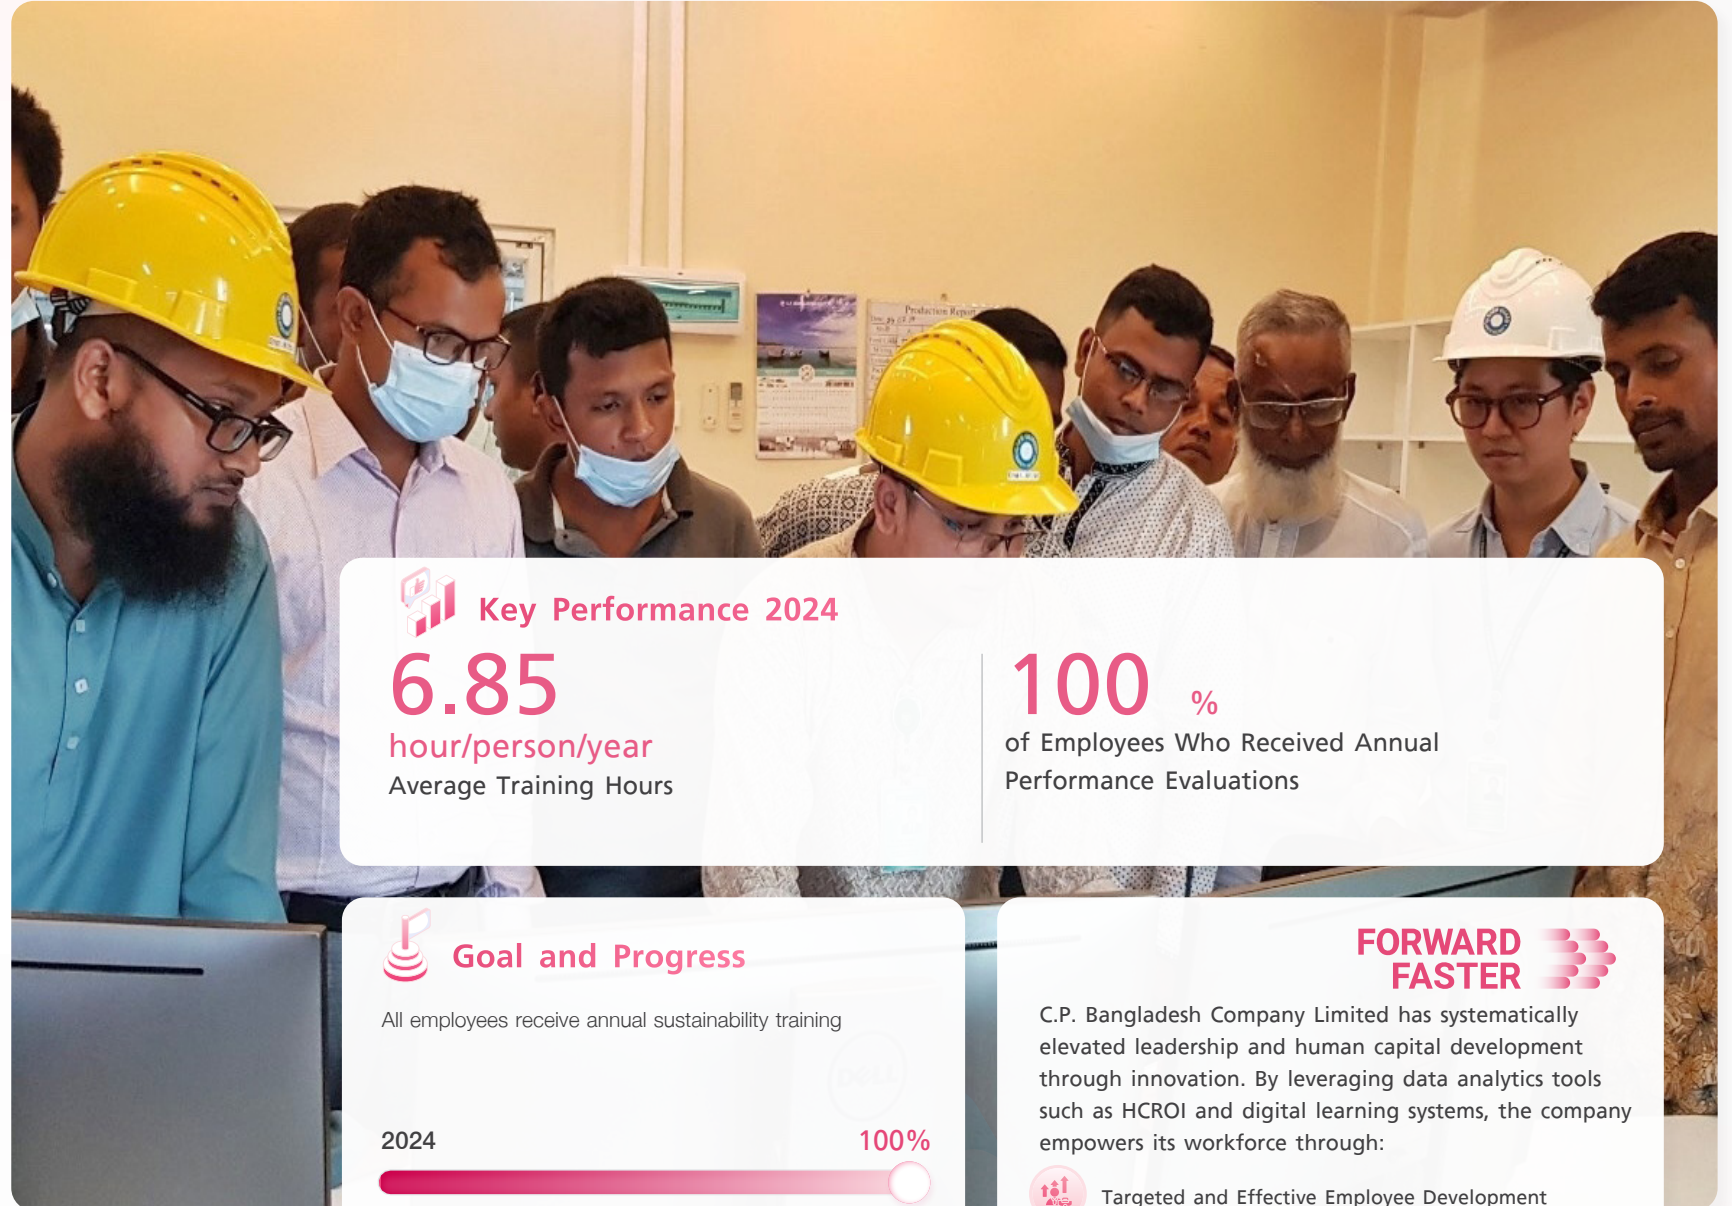 Production Report
Key Performance 2024
6.85
hour/person/year
Average Training Hours
100 %
of Employees Who Received Annual
Performance Evaluations
Goal and Progress
All employees receive annual sustainability training
DELL
2024 100%
FORWARD
FASTER
C.P. Bangladesh Company Limited has systematically
elevated leadership and human capital development
through innovation. By leveraging data analytics tools
such as HCROI and digital learning systems, the company
empowers its workforce through:
Targeted and Effective Employee Development